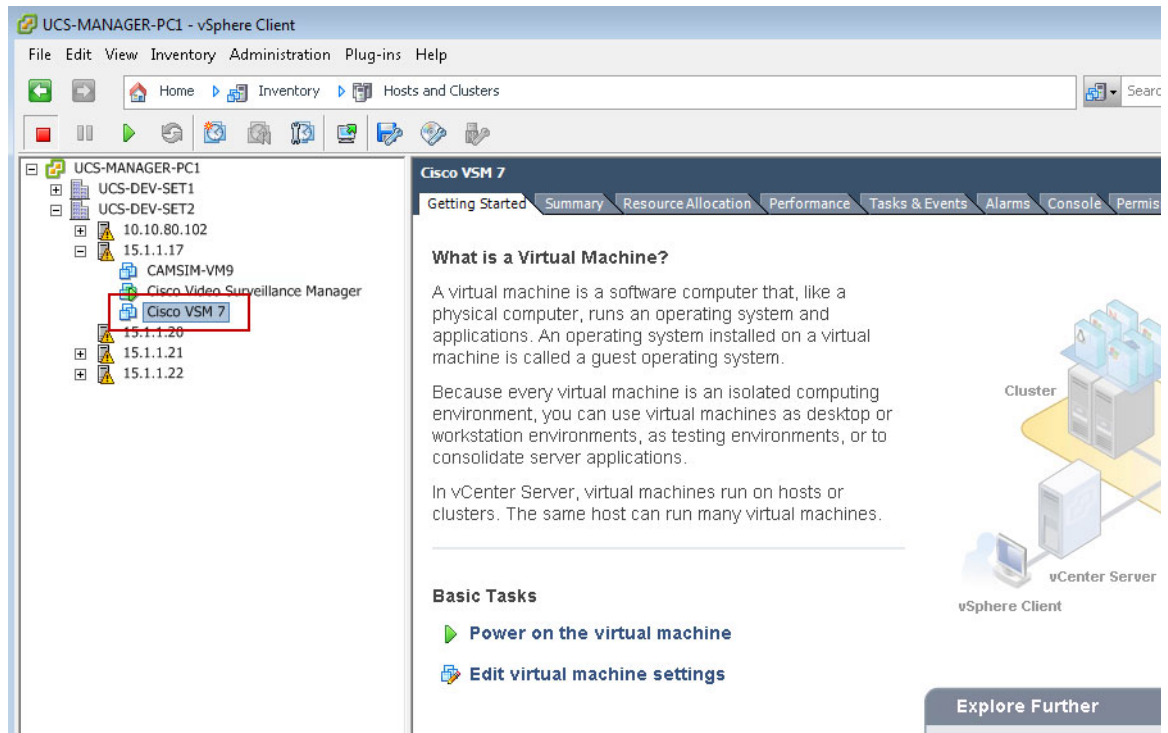 UCS-MANAGER-PC1 - vSphere Client
File Edit View Inventory Administration Plug-ins Help
Home Inventory Hosts and Clusters
Searc
UCS-MANAGER-PC1
UCS-DEV-SET1
UCS-DEV-SET2
10.10.80.102
15.1.1.17
CAMSIM-VM9
Cisco Video Surveillance Manager
Cisco VSM 7
15.1.1.20
15.1.1.21
15.1.1.22
Cisco VSM 7
Getting Started Summary Resource Allocation Performance Tasks & Events Alarms Console Permis
What is a Virtual Machine?
A virtual machine is a software computer that, like a
physical computer, runs an operating system and
applications. An operating system installed on a virtual
machine is called a guest operating system.
Because every virtual machine is an isolated computing
environment, you can use virtual machines as desktop or
workstation environments, as testing environments, or to
consolidate server applications.
In vCenter Server, virtual machines run on hosts or
clusters. The same host can run many virtual machines.
Basic Tasks
Power on the virtual machine
Edit virtual machine settings
Cluster
vCenter Server
vSphere Client
Explore Further